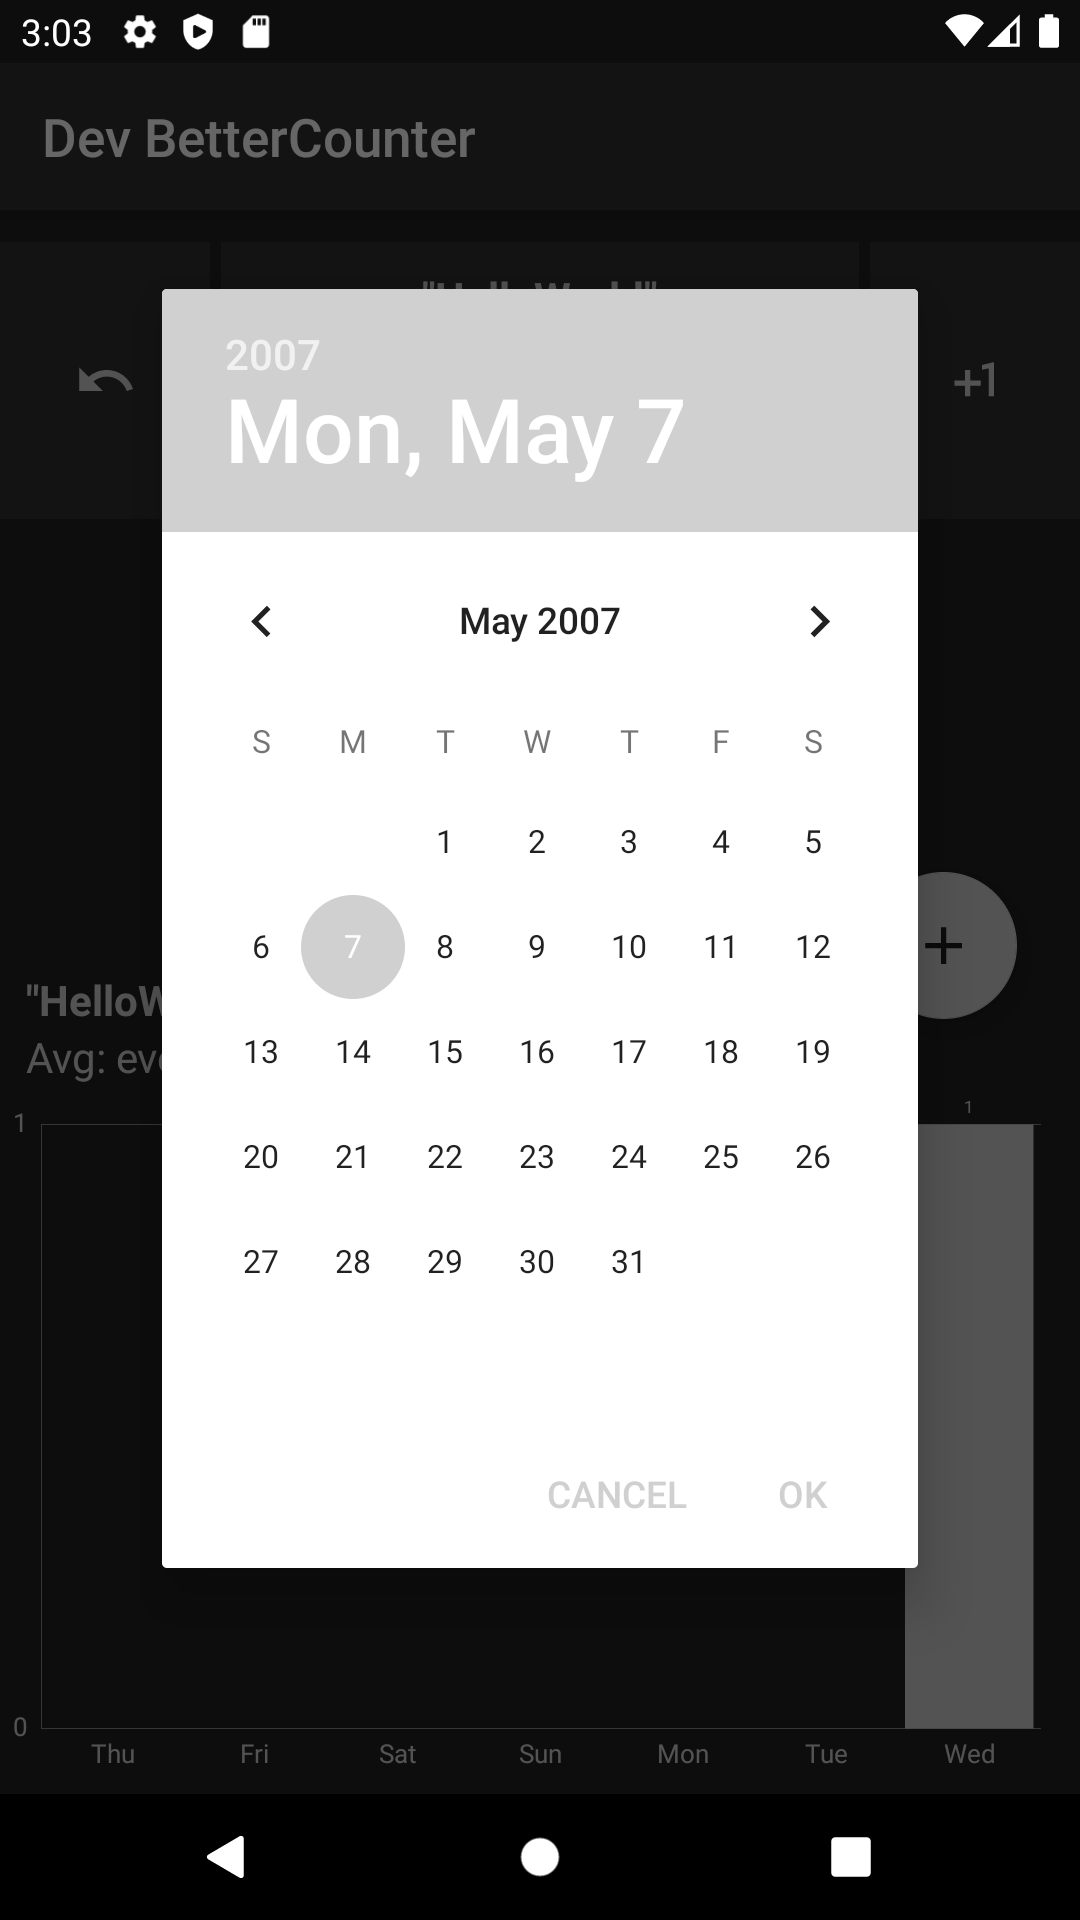 3:03
Dev BetterCounter
+1
2007
Mon, May 7
May 2007
S M T W T F S
1 2 3 4 5
6 7 8 9 10 11 12
13 14 15 16 17 18 19
20 21 22 23 24 25 26
27 28 29 30 31
CANCEL OK
"HelloW
Avg:
1
1
0
Thu Fri Sat Sun Mon Tue Wed